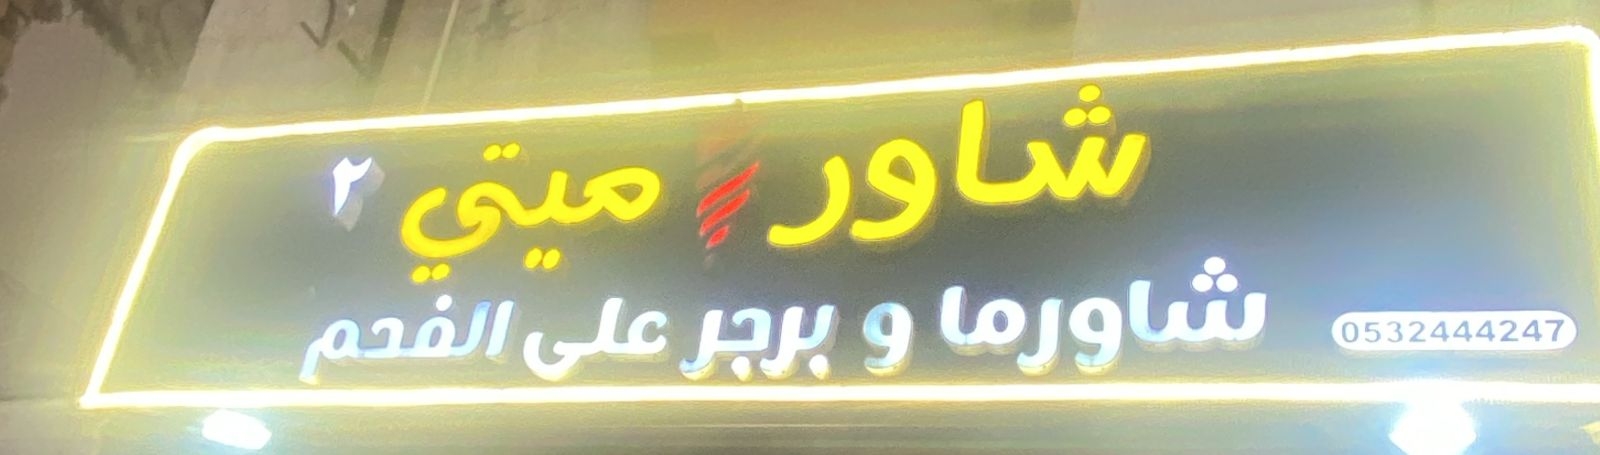 شاور ميتي ٢
شاورما و برجر على الفحم
0532444247